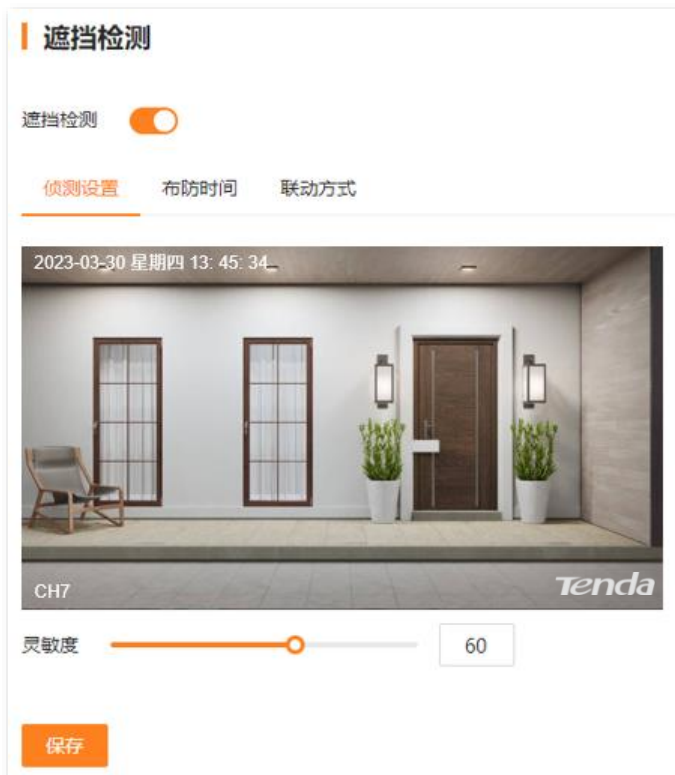 遮挡检测
遮挡检测
侦测设置 布防时间 联动方式
2023-03-30 星期四 13: 45: 34
CH7
Tenda
灵敏度 60
保存